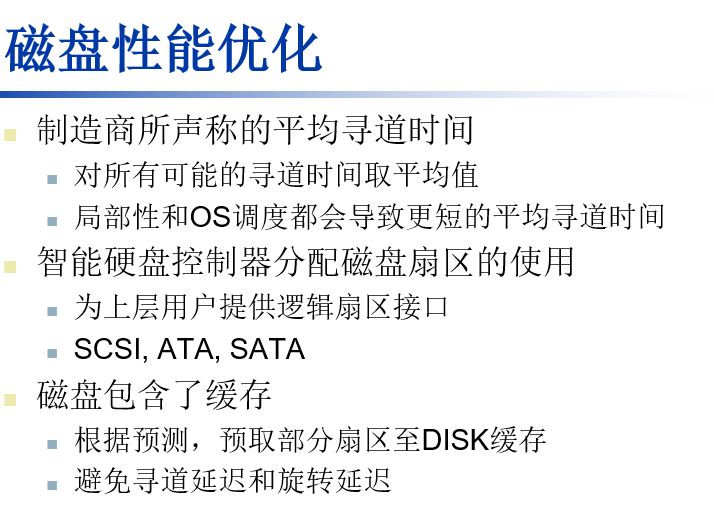 磁盘性能优化
制造商所声称的平均寻道时间
对所有可能的寻道时间取平均值
局部性和OS调度都会导致更短的平均寻道时间
智能硬盘控制器分配磁盘扇区的使用
为上层用户提供逻辑扇区接口
SCSI, ATA, SATA
磁盘包含了缓存
根据预测，预取部分扇区至DISK缓存
避免寻道延迟和旋转延迟